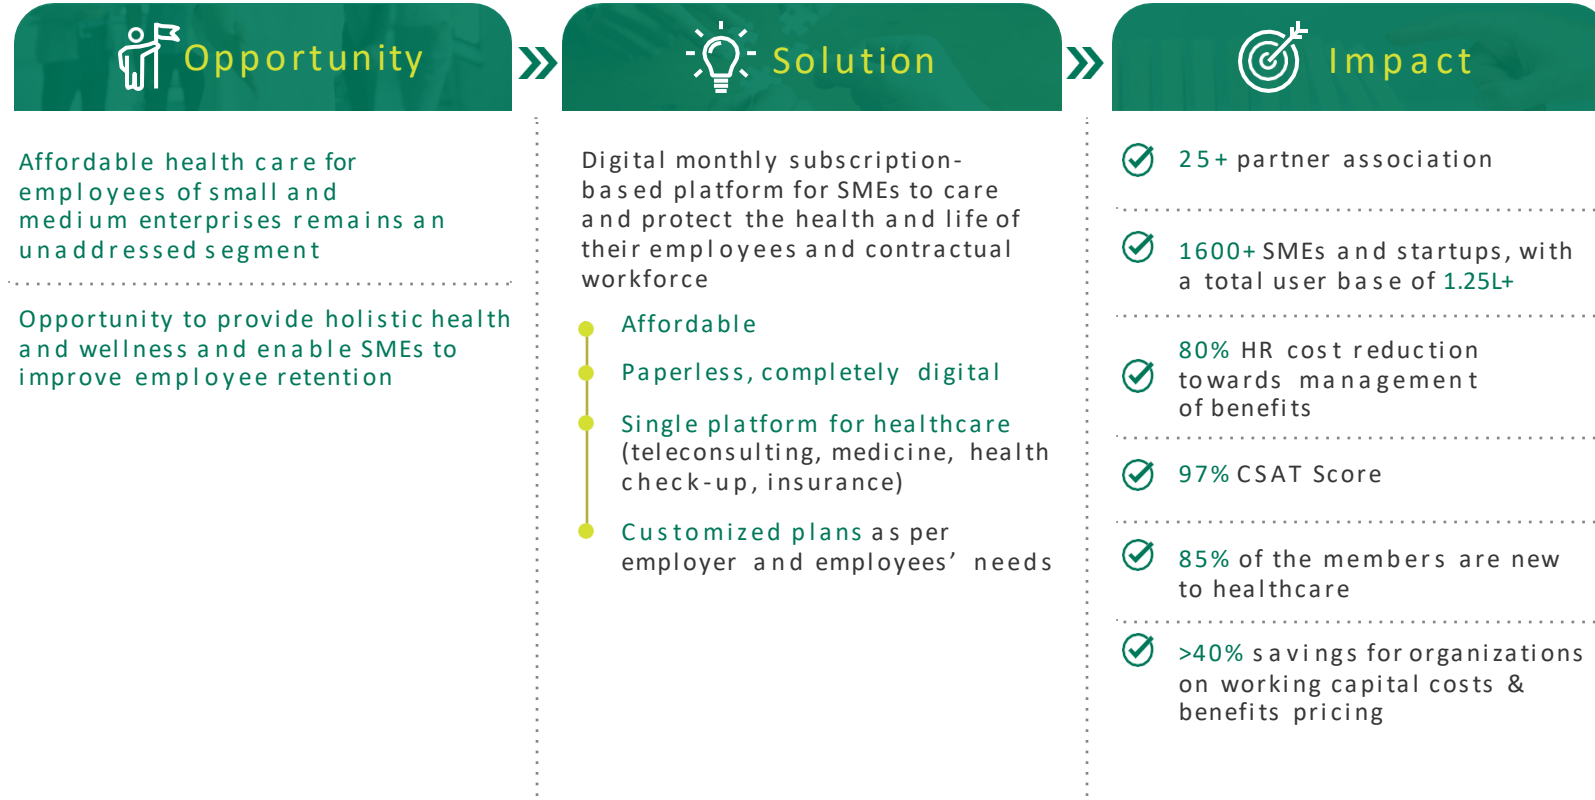 Opportunity
Affordable health care for
employees of small and
medium enterprises remains an
unaddressed segment
Opportunity to provide holistic health
and wellness and enable SMEs to
improve employee retention
Solution
Digital monthly subscription-
based platform for SMEs to care
and protect the health and life of
their employees and contractual
workforce
Affordable
Paperless, completely digital
Single platform for healthcare
(teleconsulting, medicine, health
check-up, insurance)
Customized plans as per
employer and employees’ needs
Impact
25+ partner association
1600+ SMEs and startups, with
a total user base of 1.25L+
80% HR cost reduction
towards management
of benefits
97% CSAT Score
85% of the members are new
to healthcare
>40% savings for organizations
on working capital costs &
benefits pricing